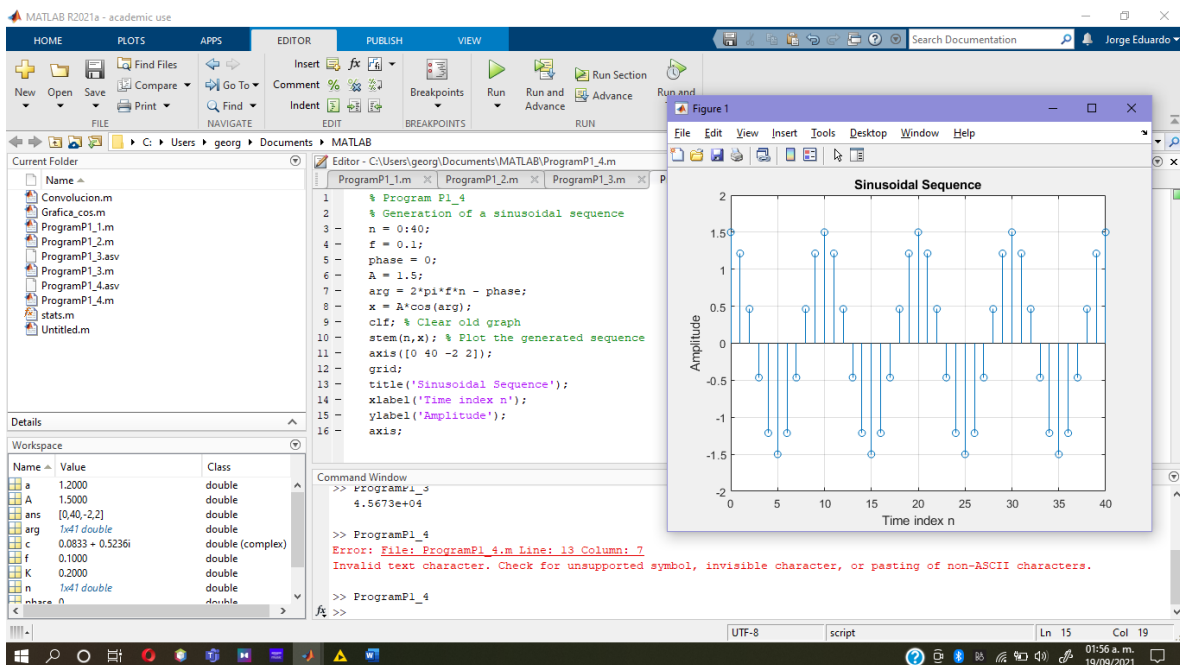 MATLAB R2021a - academic use
HOME PLOTS APPS EDITOR PUBLISH VIEW
Search Documentation
Jorge Eduardo
New Open Save
Find Files
Compare
Print
FILE
Go To
Find
NAVIGATE
Insert fx
Comment %
Indent
EDIT
Breakpoints
BREAKPOINTS
Run
Run and Advance
Run Section
Advance
Run and
RUN
C: Users georg Documents MATLAB
Current Folder
Name
Convolucion.m
Grafica_cos.m
ProgramP1_1.m
ProgramP1_2.m
ProgramP1_3.asv
ProgramP1_3.m
ProgramP1_4.asv
ProgramP1_4.m
stats.m
Untitled.m
Details
Workspace
Name Value Class
a 1.2000 double
A 1.5000 double
ans [0,40,-2,2] double
arg 1x41 double double
c 0.0833 + 0.5236i double (complex)
f 0.1000 double
K 0.2000 double
n 1x41 double double
phase 0 double
Editor - C:\Users\georg\Documents\MATLAB\ProgramP1_4.m
ProgramP1_1.m ProgramP1_2.m ProgramP1_3.m P
1 % Program P1_4
2 % Generation of a sinusoidal sequence
3 - n = 0:40;
4 - f = 0.1;
5 - phase = 0;
6 - A = 1.5;
7 - arg = 2*pi*f*n - phase;
8 - x = A*cos(arg);
9 - clf; % Clear old graph
10 - stem(n,x); % Plot the generated sequence
11 - axis([0 40 -2 2]);
12 - grid;
13 - title('Sinusoidal Sequence');
14 - xlabel('Time index n');
15 - ylabel('Amplitude');
16 - axis;
Command Window
>> ProgramP1_3
4.5673e+04
>> ProgramP1_4
Error: File: ProgramP1_4.m Line: 13 Column: 7
Invalid text character. Check for unsupported symbol, invisible character, or pasting of non-ASCII characters.
>> ProgramP1_4
fx >>
Figure 1
File Edit View Insert Tools Desktop Window Help
Sinusoidal Sequence
2
1.5
1
0.5
0
-0.5
-1
-1.5
-2
Amplitude
0 5 10 15 20 25 30 35 40
Time index n
UTF-8 script Ln 15 Col 19
01:56 a. m.
19/09/2021